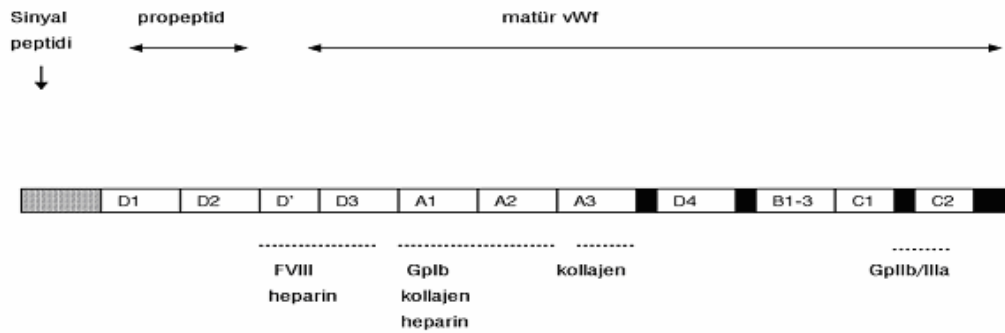 Sinyal propeptid matür vWf
peptidi
D1 D2 D' D3 A1 A2 A3 D4 B1-3 C1 C2
FVIII GpIb kollajen GpIIb/IIIa
heparin kollajen
heparin